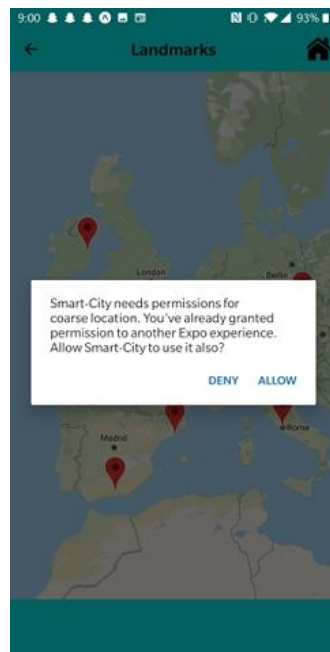 9:00
93%
Landmarks
London
Berlin
Smart-City needs permissions for
coarse location. You've already granted
permission to another Expo experience.
Allow Smart-City to use it also?
DENY ALLOW
Madrid
Rome